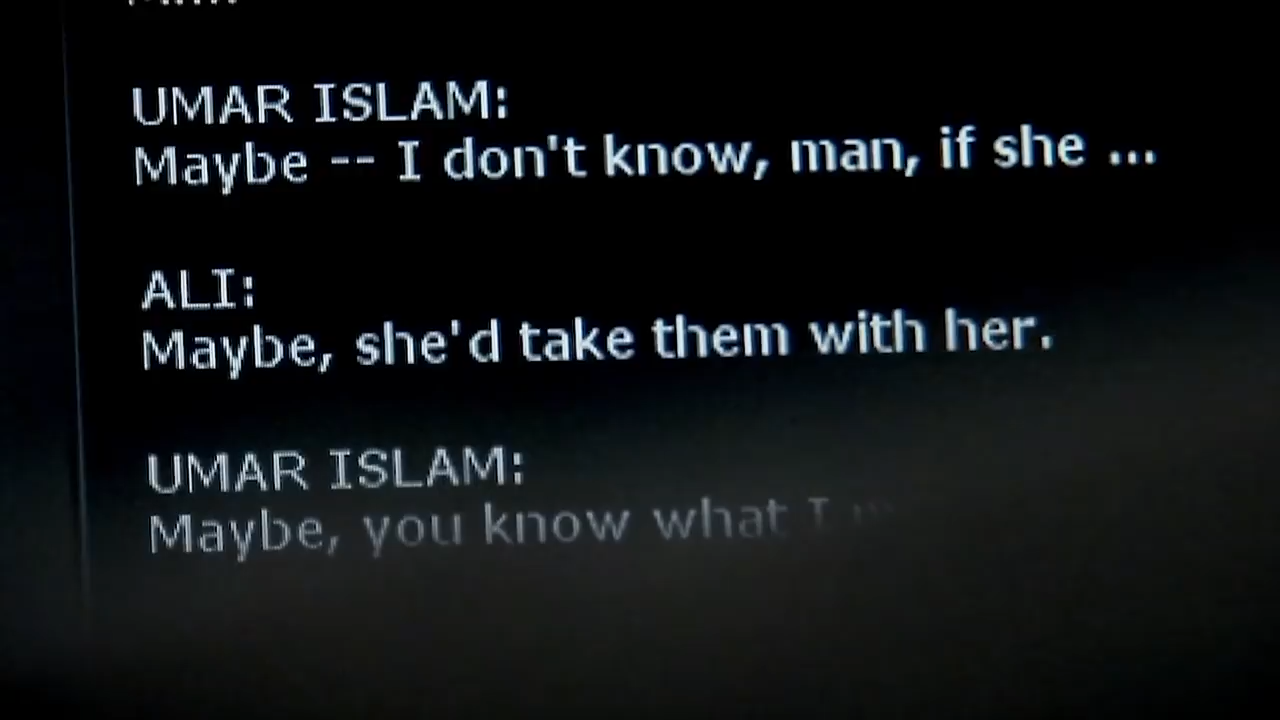 UMAR ISLAM:
Maybe -- I don't know, man, if she ...
ALI:
Maybe, she'd take them with her.
UMAR ISLAM:
Maybe, you know what I